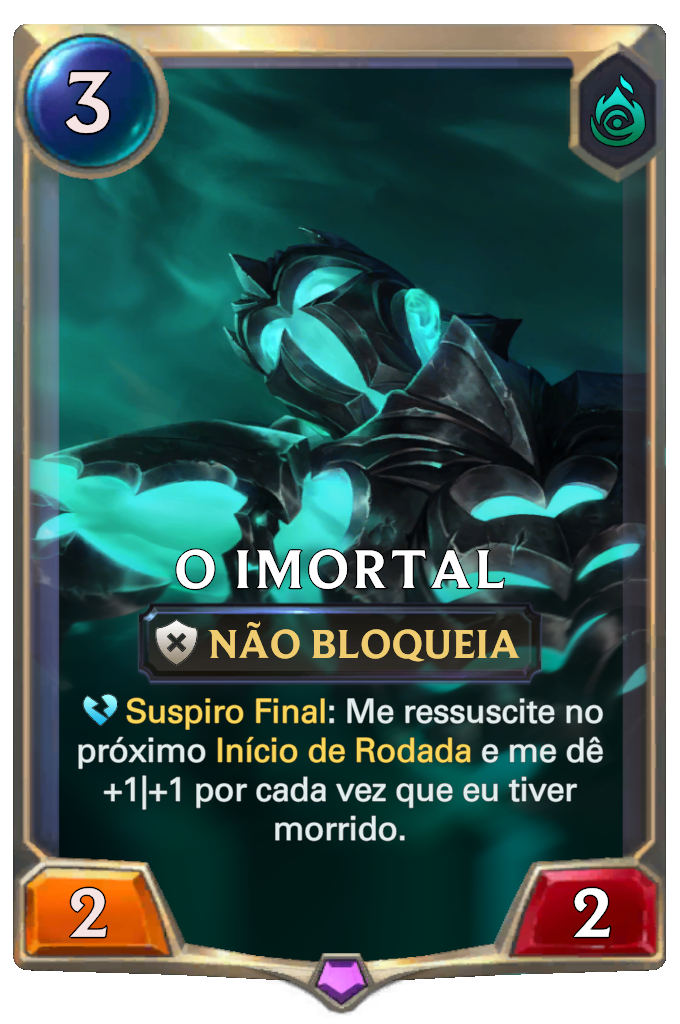 3
O IMORTAL
NÃO BLOQUEIA
Suspiro Final: Me ressuscite no
próximo Início de Rodada e me dê
+1|+1 por cada vez que eu tiver
morrido.
2
2